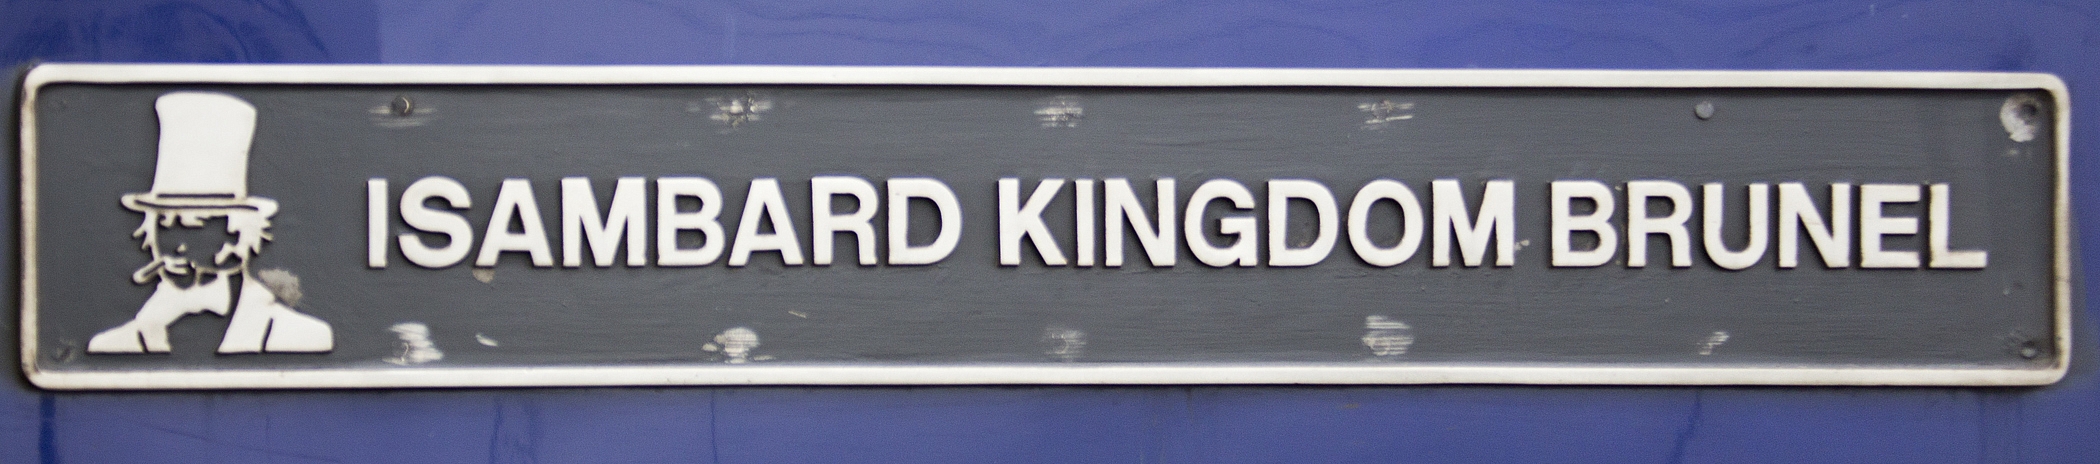 ISAMBARD KINGDOM BRUNEL